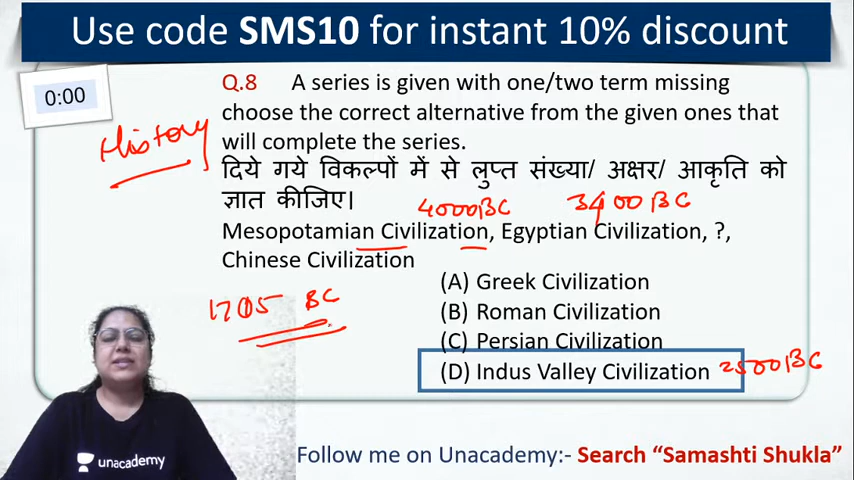 Use code SMS10 for instant 10% discount
0:00
Q.8 A series is given with one/two term missing
choose the correct alternative from the given ones that
will complete the series.
History
दिये गये विकल्पों में से लुप्त संख्या/ अक्षर/ आकृति को
ज्ञात कीजिए।
4000BC 3400 BC
Mesopotamian Civilization, Egyptian Civilization, ?,
Chinese Civilization
1705 BC
(A) Greek Civilization
(B) Roman Civilization
(C) Persian Civilization
(D) Indus Valley Civilization 2500BC
unacademy
Follow me on Unacademy:- Search “Samashti Shukla”